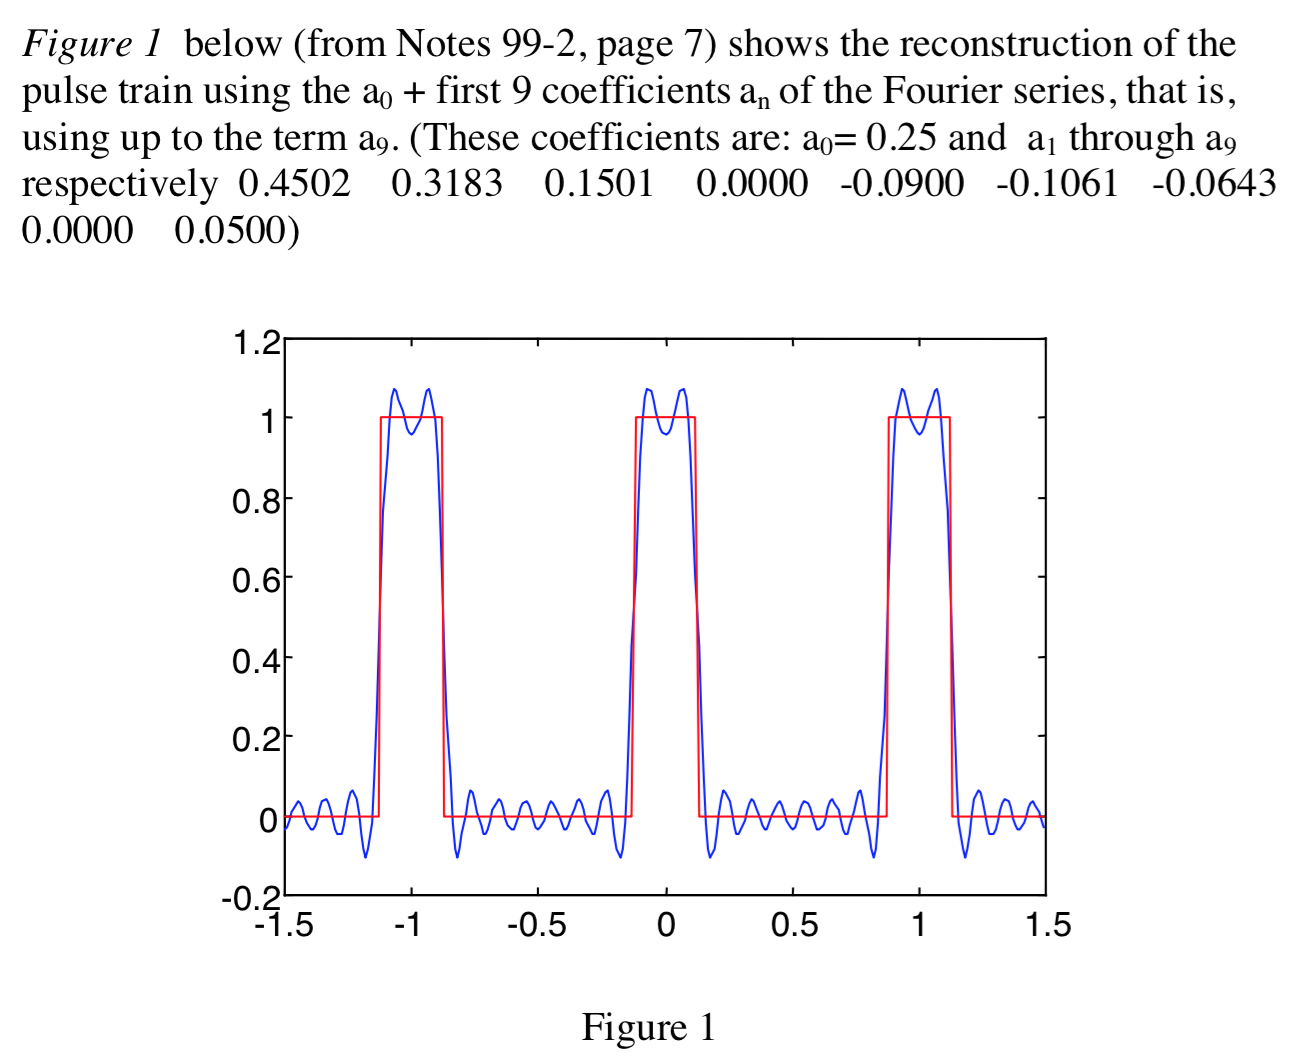 Figure 1 below (from Notes 99-2, page 7) shows the reconstruction of the
pulse train using the a₀ + first 9 coefficients aₙ of the Fourier series, that is,
using up to the term a₉. (These coefficients are: a₀= 0.25 and a₁ through a₉
respectively 0.4502 0.3183 0.1501 0.0000 -0.0900 -0.1061 -0.0643
0.0000 0.0500)
1.2
1
0.8
0.6
0.4
0.2
0
-0.2
-1.5 -1 -0.5 0 0.5 1 1.5
Figure 1